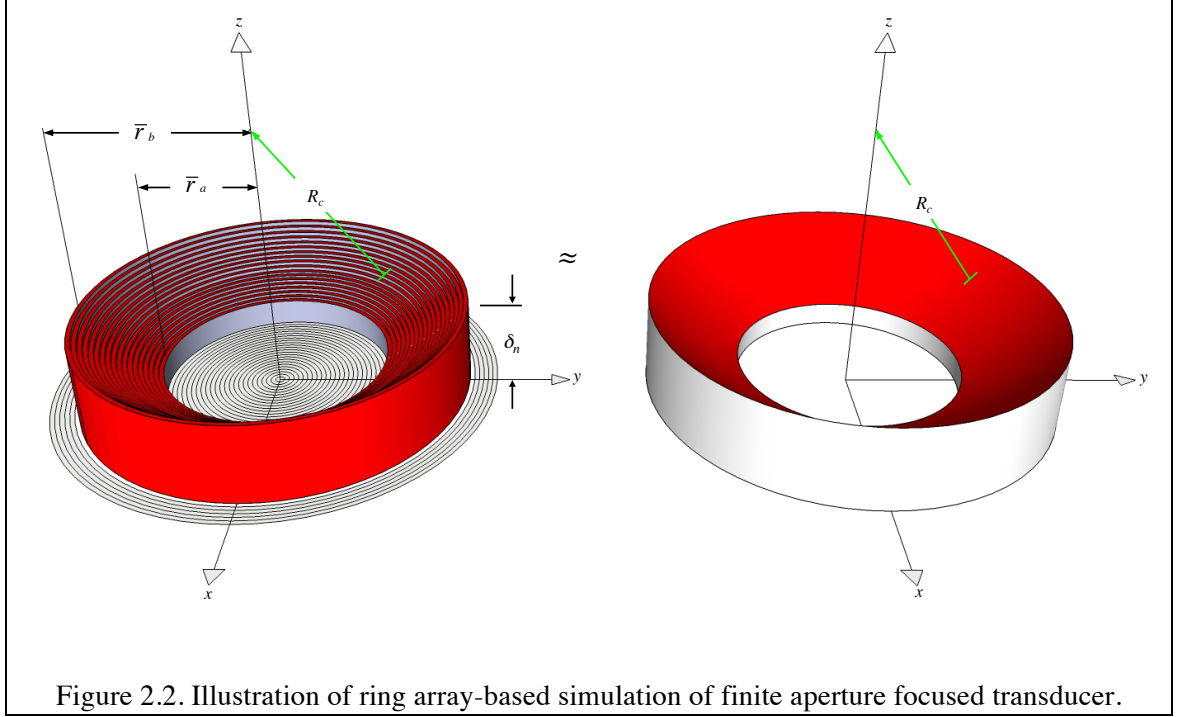 z
z
r̅ b
r̅ a
R c
R c
≈
δ n
y
y
x
x
Figure 2.2. Illustration of ring array-based simulation of finite aperture focused transducer.